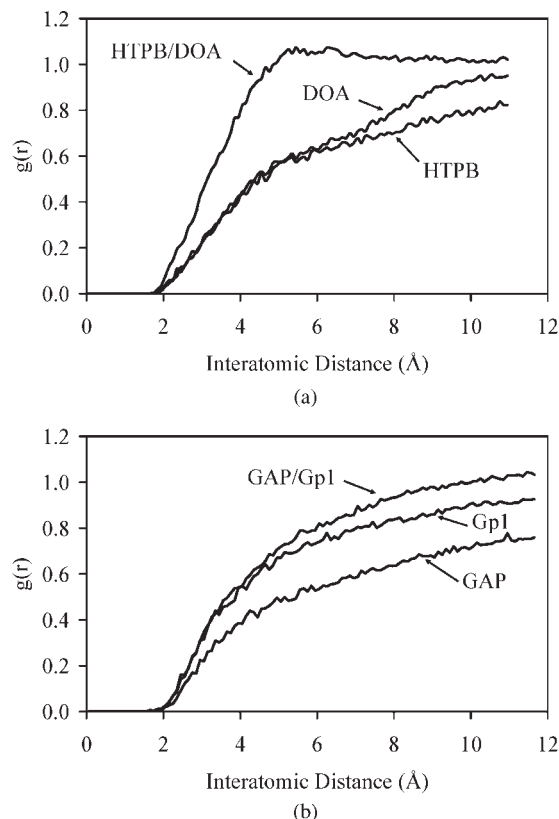 1.2
1.0
0.8
0.6
0.4
0.2
0.0
g(r)
HTPB/DOA
DOA
HTPB
0 2 4 6 8 10 12
Interatomic Distance (Å)
(a)
1.2
1.0
0.8
0.6
0.4
0.2
0.0
g(r)
GAP/Gp1
Gp1
GAP
0 2 4 6 8 10 12
Interatomic Distance (Å)
(b)